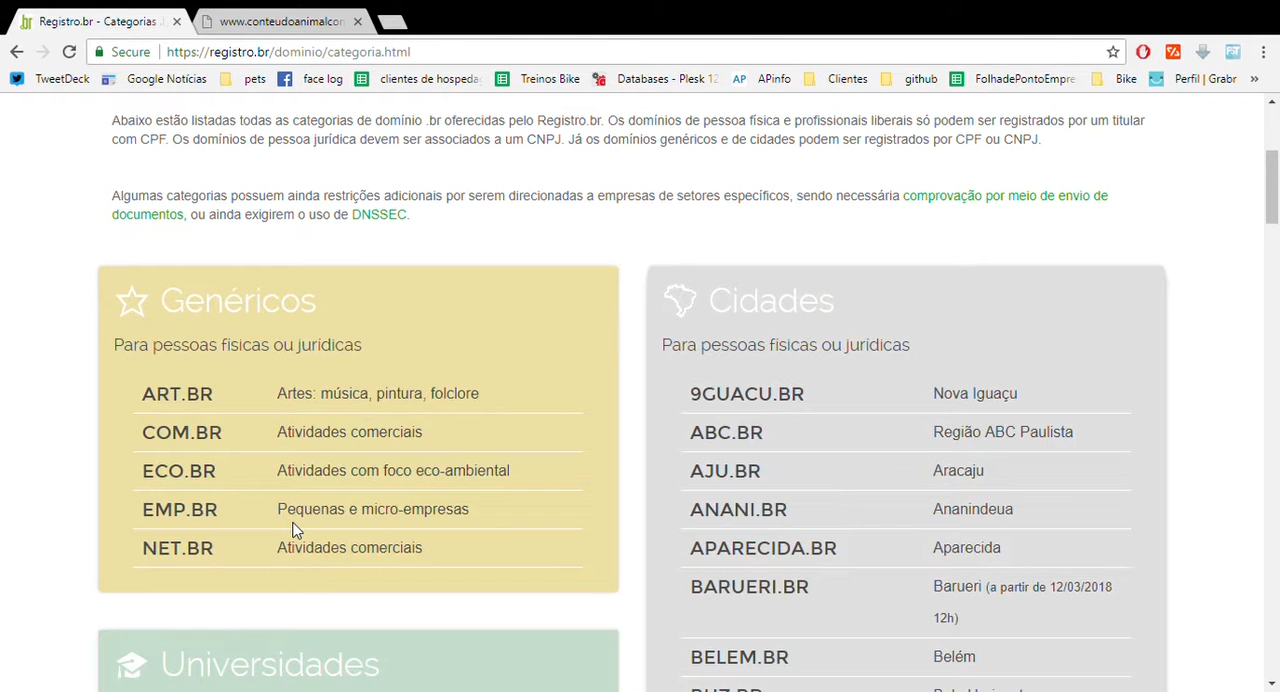 Registro.br - Categorias
www.conteudoanimalcon
Secure
https://registro.br/dominio/categoria.html
TweetDeck
Google Notícias
pets
face log
clientes de hospeda
Treinos Bike
Databases - Plesk 12
AP APinfo
Clientes
github
FolhadePontoEmpre
Bike
Perfil | Grabr
»
Abaixo estão listadas todas as categorias de domínio .br oferecidas pelo Registro.br. Os domínios de pessoa física e profissionais liberais só podem ser registrados por um titular
com CPF. Os domínios de pessoa jurídica devem ser associados a um CNPJ. Já os domínios genéricos e de cidades podem ser registrados por CPF ou CNPJ.
Algumas categorias possuem ainda restrições adicionais por serem direcionadas a empresas de setores específicos, sendo necessária comprovação por meio de envio de
documentos, ou ainda exigirem o uso de DNSSEC.
Genéricos
Para pessoas físicas ou jurídicas
ART.BR Artes: música, pintura, folclore
COM.BR Atividades comerciais
ECO.BR Atividades com foco eco-ambiental
EMP.BR Pequenas e micro-empresas
NET.BR Atividades comerciais
Universidades
Cidades
Para pessoas físicas ou jurídicas
9GUACU.BR Nova Iguaçu
ABC.BR Região ABC Paulista
AJU.BR Aracaju
ANANI.BR Ananindeua
APARECIDA.BR Aparecida
BARUERI.BR Barueri (a partir de 12/03/2018
12h)
BELEM.BR Belém